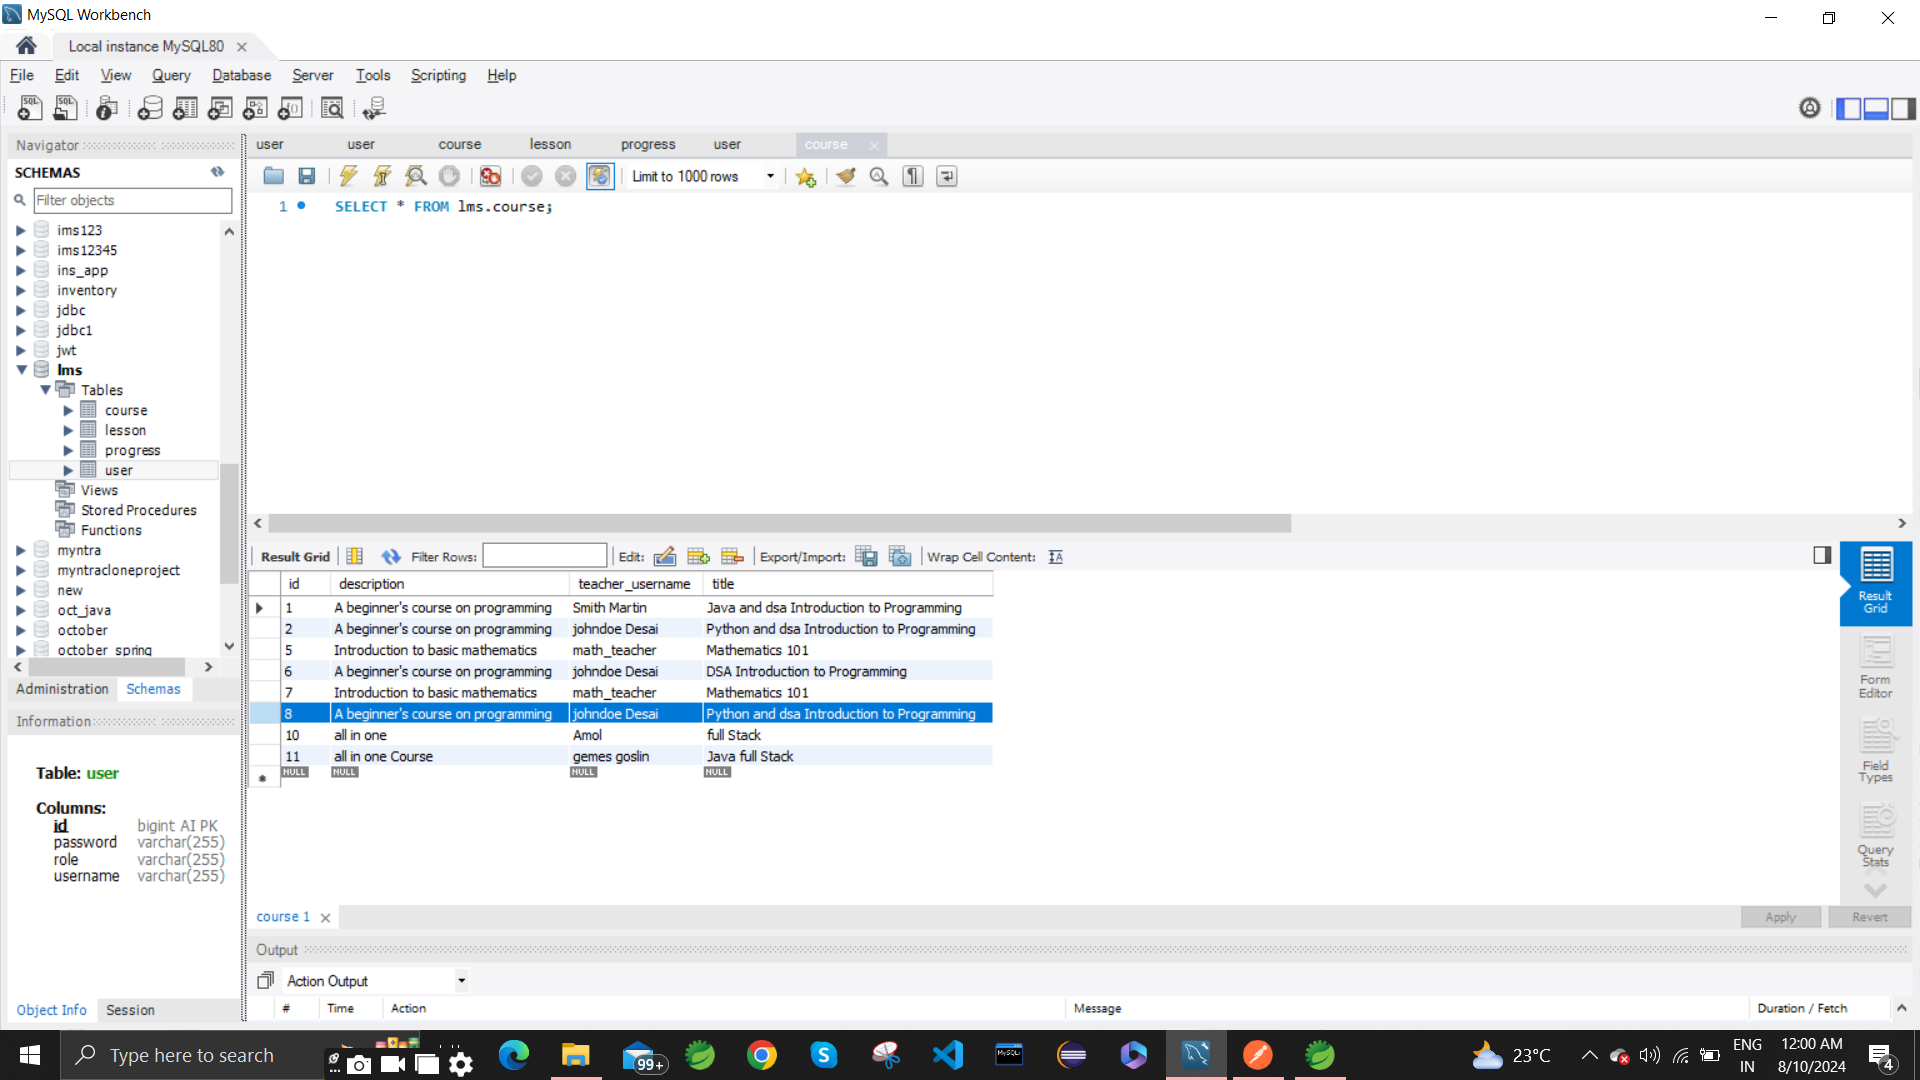 MySQL Workbench
Local instance MySQL80
File Edit View Query Database Server Tools Scripting Help
Navigator
SCHEMAS
Filter objects
ims123
ims12345
ins_app
inventory
jdbc
jdbc1
jwt
lms
Tables
course
lesson
progress
user
Views
Stored Procedures
Functions
myntra
myntracloneproject
new
oct_java
october
october_spring
Administration Schemas
Information
Table: user
Columns:
id bigint AI PK
password varchar(255)
role varchar(255)
username varchar(255)
Object Info Session
user user course lesson progress user course
Limit to 1000 rows
1 SELECT * FROM lms.course;
Result Grid Filter Rows: Edit: Export/Import: Wrap Cell Content:
id description teacher_username title
1 A beginner's course on programming Smith Martin Java and dsa Introduction to Programming
2 A beginner's course on programming johndoe Desai Python and dsa Introduction to Programming
5 Introduction to basic mathematics math_teacher Mathematics 101
6 A beginner's course on programming johndoe Desai DSA Introduction to Programming
7 Introduction to basic mathematics math_teacher Mathematics 101
8 A beginner's course on programming johndoe Desai Python and dsa Introduction to Programming
10 all in one Amol full Stack
11 all in one Course gemes goslin Java full Stack
NULL NULL NULL NULL
Result
Grid
Form
Editor
Field
Types
Query
Stats
course 1
Apply Revert
Output
Action Output
# Time Action Message Duration / Fetch
Type here to search
99+
23°C
ENG
IN
12:00 AM
8/10/2024
4